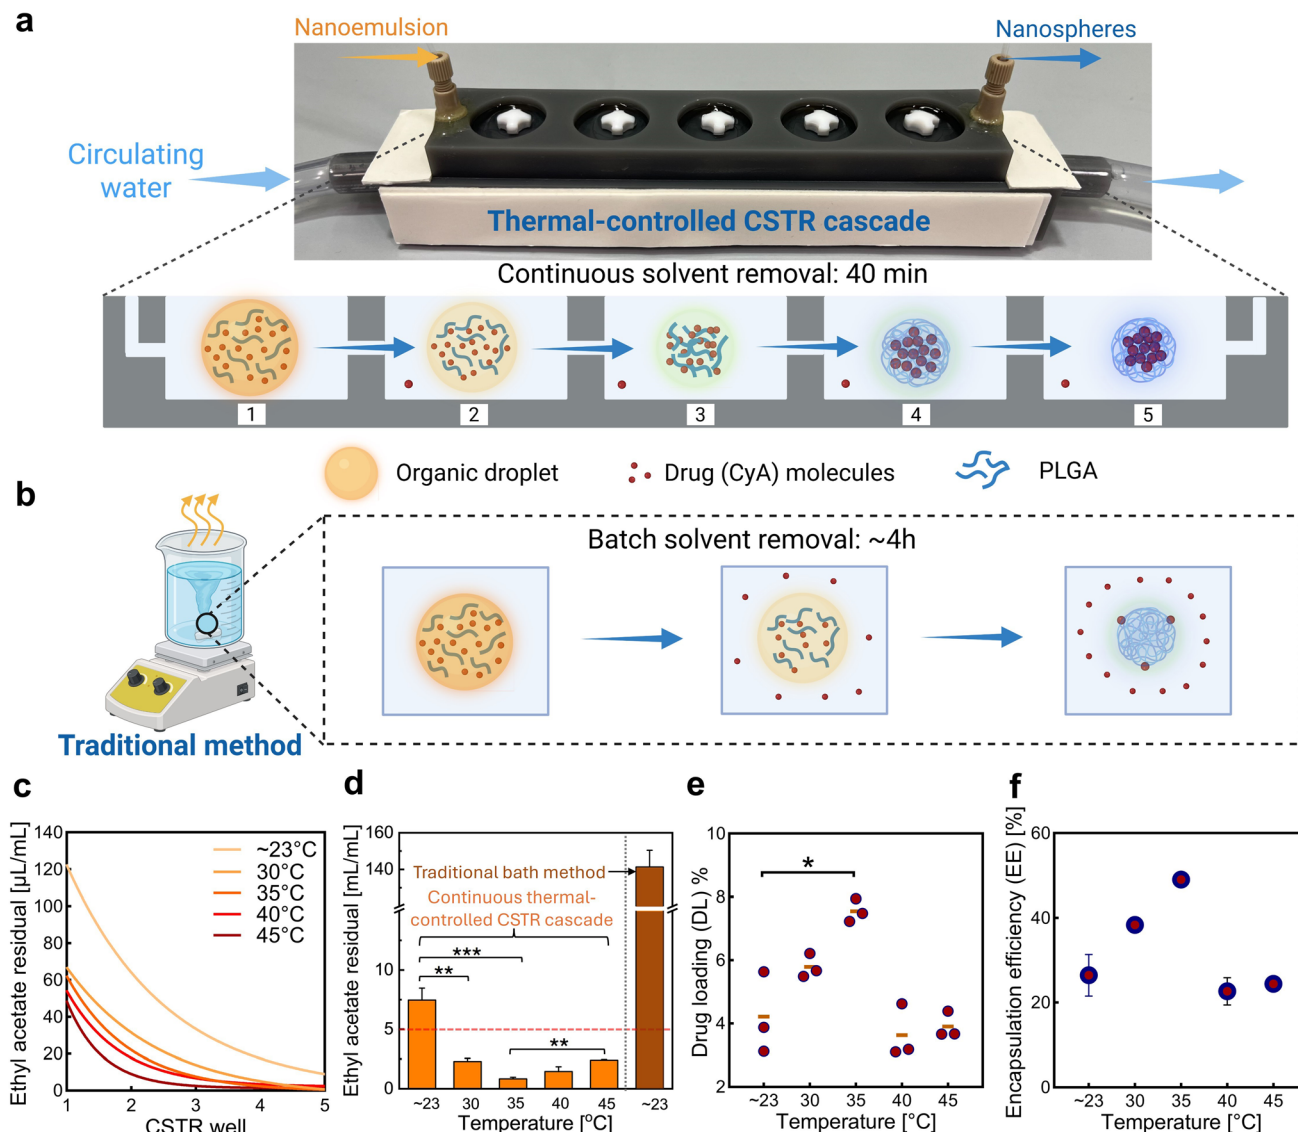 a
Nanoemulsion
Nanospheres
Circulating
water
Thermal-controlled CSTR cascade
Continuous solvent removal: 40 min
1
2
3
4
5
Organic droplet
Drug (CyA) molecules
PLGA
b
Batch solvent removal: ~4h
Traditional method
c
Ethyl acetate residual [µL/mL]
140
120
100
80
60
40
20
0
~23°C
30°C
35°C
40°C
45°C
1
2
3
4
5
CSTR well
d
Ethyl acetate residual [mL/mL]
160
140
10
5
0
Traditional bath method
Continuous thermal-
controlled CSTR cascade
***
**
**
~23
30
35
40
45
~23
Temperature [°C]
e
Drug loading (DL) %
10
8
6
4
2
*
~23
30
35
40
45
Temperature [°C]
f
Encapsulation efficiency (EE) [%]
60
40
20
0
~23
30
35
40
45
Temperature [°C]